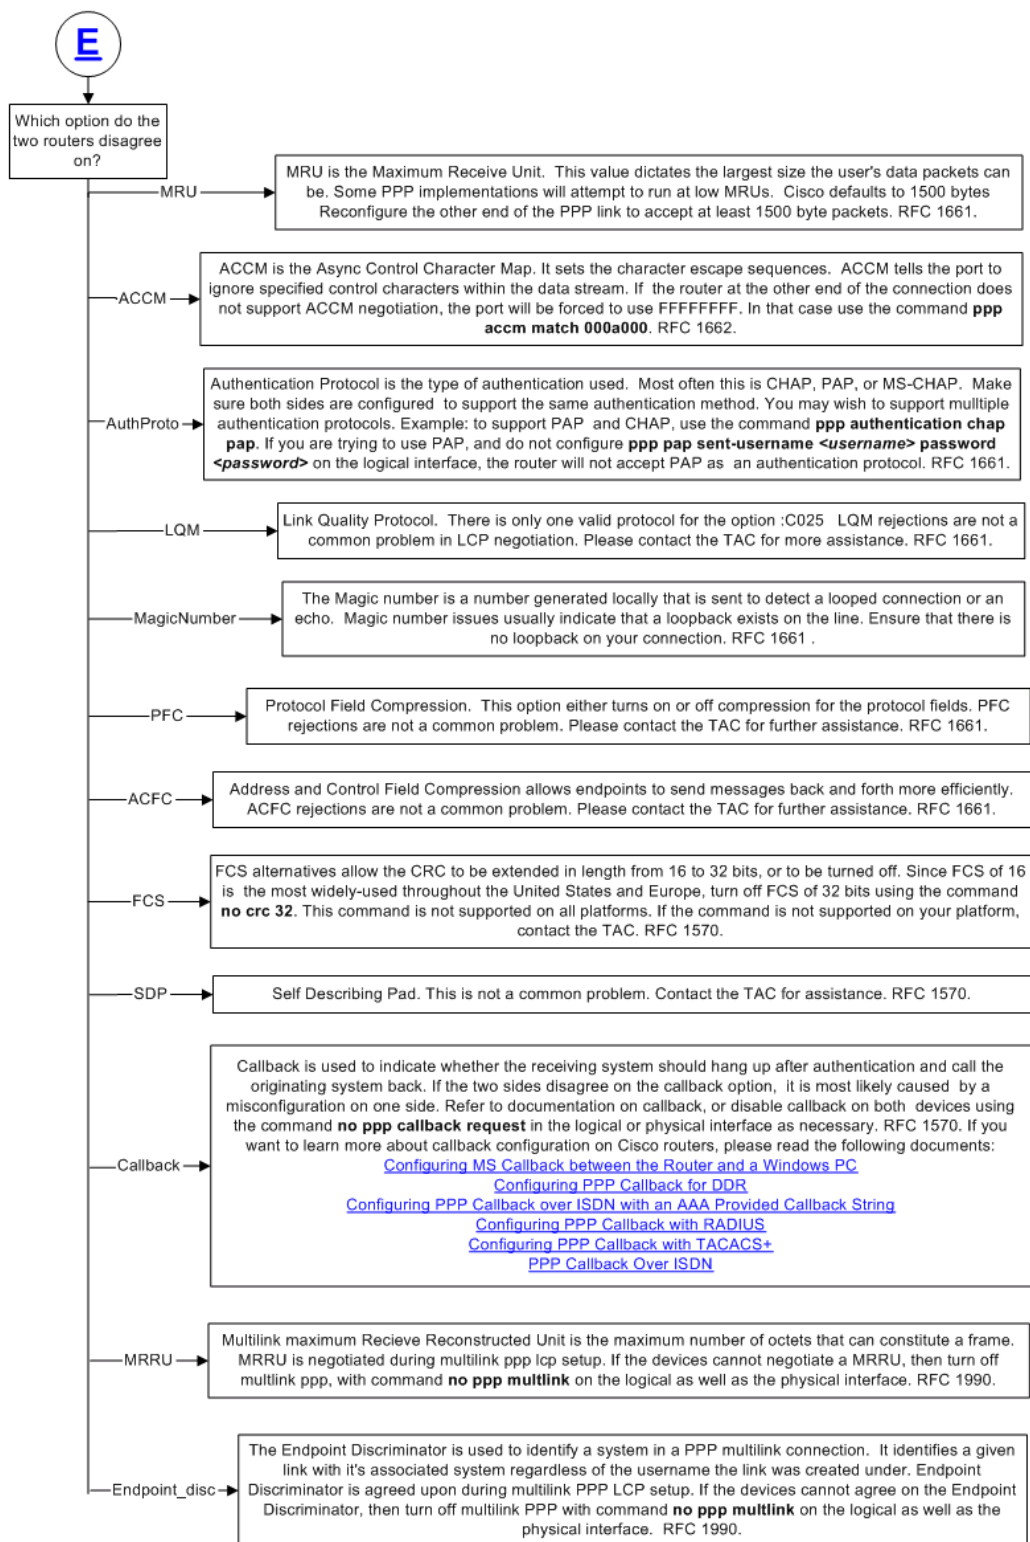 E
Which option do the
two routers disagree
on?
MRU
MRU is the Maximum Receive Unit.  This value dictates the largest size the user's data packets
can be. Some PPP implementations will attempt to run at low MRUs.  Cisco defaults to 1500 bytes
Reconfigure the other end of the PPP link to accept at least 1500 byte packets. RFC 1661.
ACCM
ACCM is the Async Control Character Map. It sets the character escape sequences.  ACCM tells the port to
ignore specified control characters within the data stream. If  the router at the other end of the connection does
not support ACCM negotiation, the port will be forced to use FFFFFFFF. In that case use the command ppp
accm match 000a000. RFC 1662.
AuthProto
Authentication Protocol is the type of authentication used.  Most often this is CHAP, PAP, or MS-CHAP.  Make
sure both sides are configured  to support the same authentication method. You may wish to support mulltiple
authentication protocols. Example: to support PAP  and CHAP, use the command ppp authentication chap
pap. If you are trying to use PAP, and do not configure ppp pap sent-username <username> password
<password> on the logical interface, the router will not accept PAP as  an authentication protocol. RFC 1661.
LQM
Link Quality Protocol.  There is only one valid protocol for the option :C025   LQM rejections are not a
common problem in LCP negotiation. Please contact the TAC for more assistance. RFC 1661.
MagicNumber
The Magic number is a number generated locally that is sent to detect a looped connection or an
echo.  Magic number issues usually indicate that a loopback exists on the line. Ensure that there is
no loopback on your connection. RFC 1661 .
PFC
Protocol Field Compression.  This option either turns on or off compression for the protocol fields. PFC
rejections are not a common problem. Please contact the TAC for further assistance. RFC 1661.
ACFC
Address and Control Field Compression allows endpoints to send messages back and forth more efficiently.
ACFC rejections are not a common problem. Please contact the TAC for further assistance. RFC 1661.
FCS
FCS alternatives allow the CRC to be extended in length from 16 to 32 bits, or to be turned off. Since FCS of 16
is  the most widely-used throughout the United States and Europe, turn off FCS of 32 bits using the command
no crc 32. This command is not supported on all platforms. If the command is not supported on your platform,
contact the TAC. RFC 1570.
SDP
Self Describing Pad. This is not a common problem. Contact the TAC for assistance. RFC 1570.
Callback
Callback is used to indicate whether the receiving system should hang up after authentication and call the
originating system back. If the two sides disagree on the callback option,  it is most likely caused  by a
misconfiguration on one side. Refer to documentation on callback, or disable callback on both  devices using
the command no ppp callback request in the logical or physical interface as necessary. RFC 1570. If you
want to learn more about callback configuration on Cisco routers, please read the following documents:
Configuring MS Callback between the Router and a Windows PC
Configuring PPP Callback for DDR
Configuring PPP Callback over ISDN with an AAA Provided Callback String
Configuring PPP Callback with RADIUS
Configuring PPP Callback with TACACS+
PPP Callback Over ISDN
MRRU
Multilink maximum Recieve Reconstructed Unit is the maximum number of octets that can constitute a frame.
MRRU is negotiated during multilink ppp lcp setup. If the devices cannot negotiate a MRRU, then turn off
multlink ppp, with command no ppp multlink on the logical as well as the physical interface. RFC 1990.
Endpoint_disc
The Endpoint Discriminator is used to identify a system in a PPP multilink connection.  It identifies a given
link with it's associated system regardless of the username the link was created under. Endpoint
Discriminator is agreed upon during multilink PPP LCP setup. If the devices cannot agree on the Endpoint
Discriminator, then turn off multilink PPP with command no ppp multlink on the logical as well as the
physical interface.  RFC 1990.